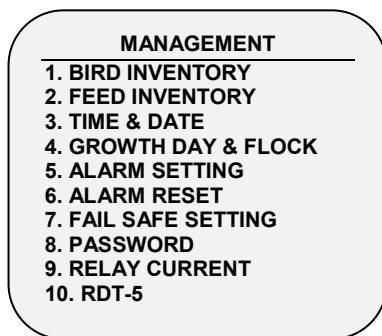 MANAGEMENT
1. BIRD INVENTORY
2. FEED INVENTORY
3. TIME & DATE
4. GROWTH DAY & FLOCK
5. ALARM SETTING
6. ALARM RESET
7. FAIL SAFE SETTING
8. PASSWORD
9. RELAY CURRENT
10. RDT-5